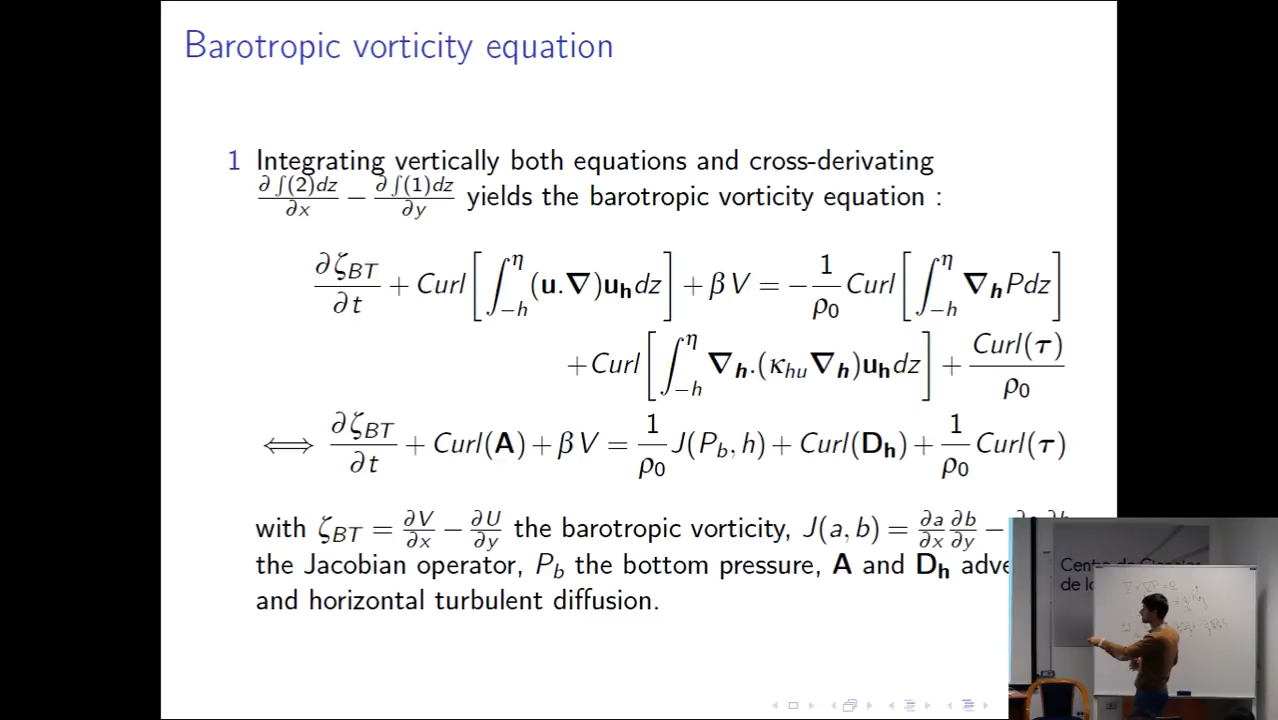 Barotropic vorticity equation
1 Integrating vertically both equations and cross-derivating
∂∫(2)dz/∂x − ∂∫(1)dz/∂y yields the barotropic vorticity equation :
∂ζ_BT/∂t + Curl[∫_{−h}^{η} (u.∇)u_h dz] + βV = −1/ρ_0 Curl[∫_{−h}^{η} ∇_h Pdz]
+Curl[∫_{−h}^{η} ∇_h.(κ_hu ∇_h)u_h dz] + Curl(τ)/ρ_0
⟺ ∂ζ_BT/∂t + Curl(A) + βV = 1/ρ_0 J(P_b, h) + Curl(D_h) + 1/ρ_0 Curl(τ)
with ζ_BT = ∂V/∂x − ∂U/∂y the barotropic vorticity, J(a, b) = ∂a/∂x ∂b/∂y −
the Jacobian operator, P_b the bottom pressure, A and D_h
and horizontal turbulent diffusion.